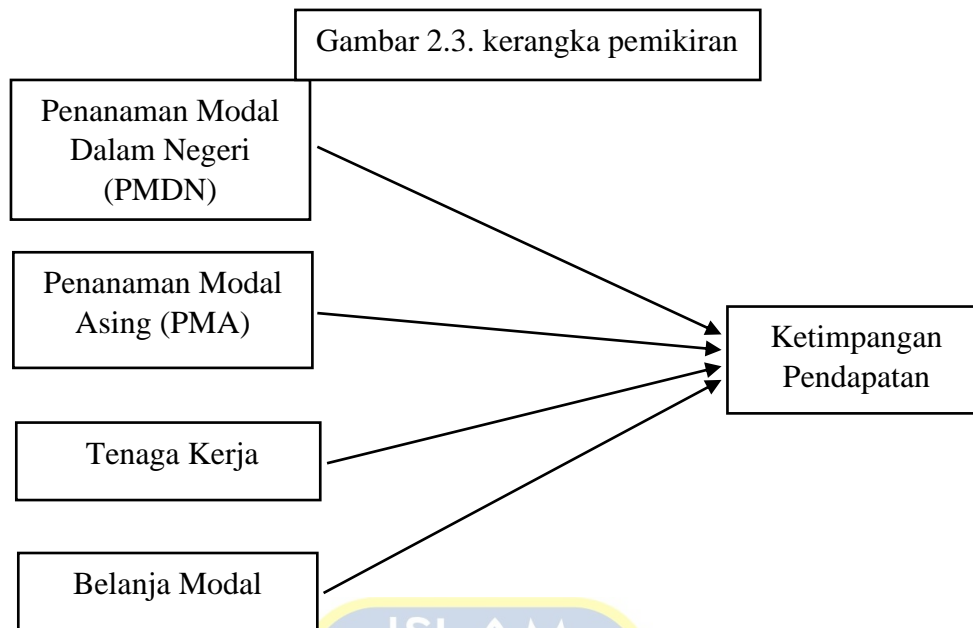 Gambar 2.3. kerangka pemikiran
Penanaman Modal
Dalam Negeri
(PMDN)
Penanaman Modal
Asing (PMA)
Ketimpangan
Pendapatan
Tenaga Kerja
Belanja Modal
ISLAM